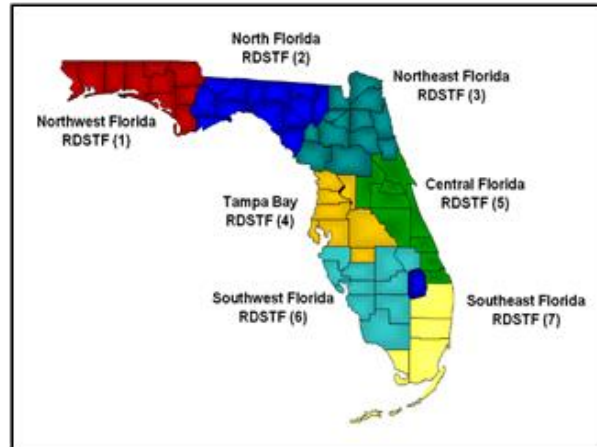 North Florida
RDSTF (2)
Northeast Florida
RDSTF (3)
Northwest Florida
RDSTF (1)
Central Florida
RDSTF (5)
Tampa Bay
RDSTF (4)
Southwest Florida
RDSTF (6)
Southeast Florida
RDSTF (7)